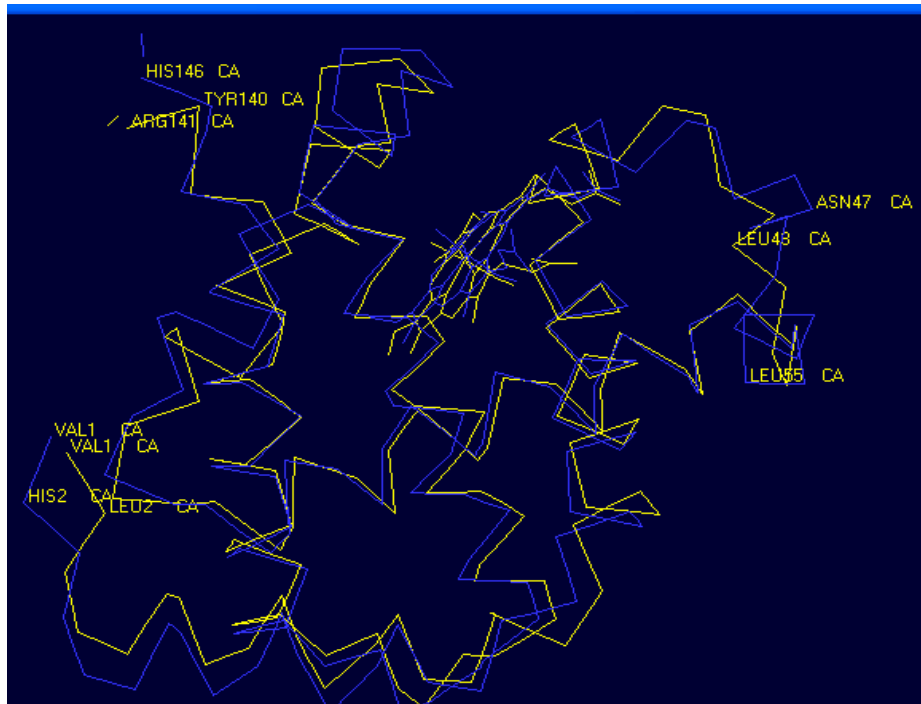 HIS146 CA
TYR140 CA
ARG141 CA
ASN47 CA
LEU43 CA
LEU55 CA
VAL1 CA
VAL1 CA
HIS2 CA
LEU2 CA